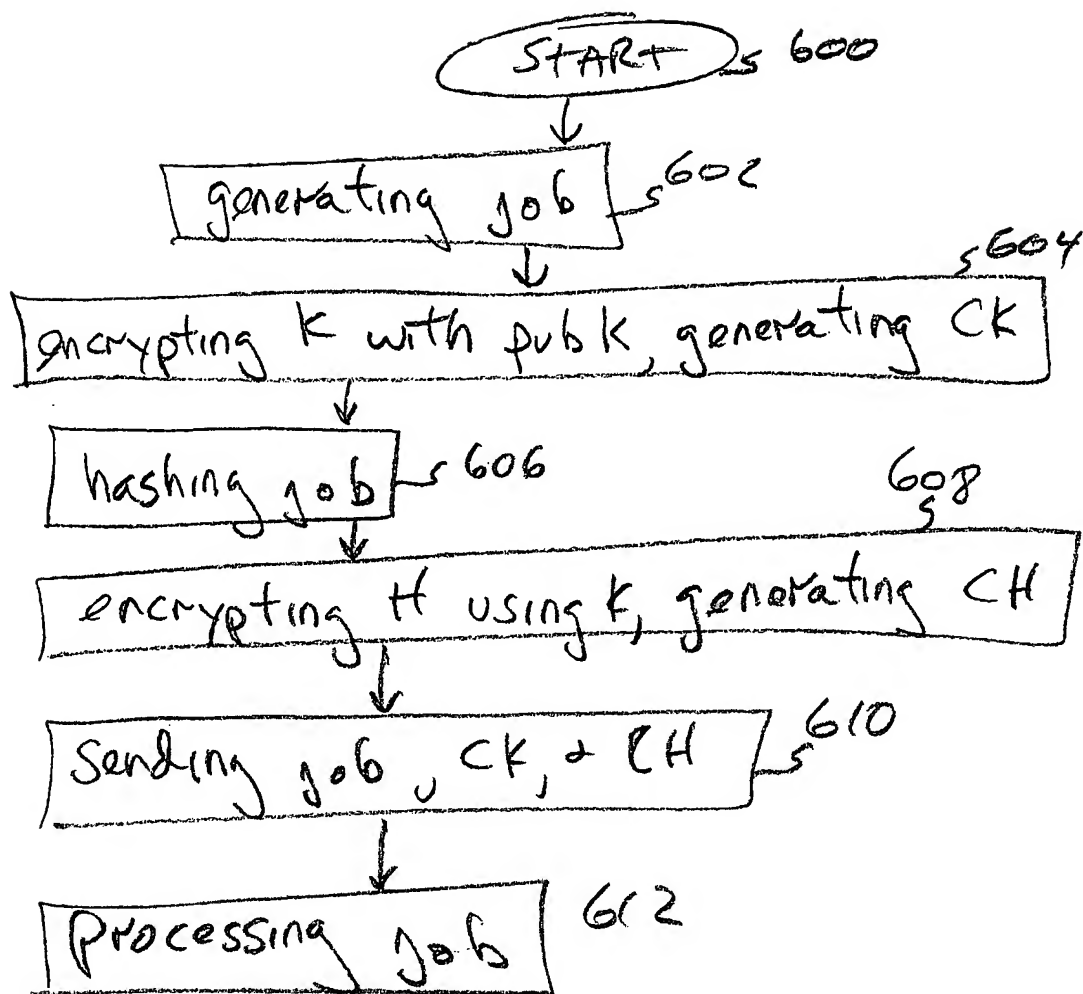 START 600
generating job 602
604
encrypting K with pub K, generating CK
hashing job 606
608
encrypting H using K, generating CH
Sending job, CK, & CH 610
Processing job 612